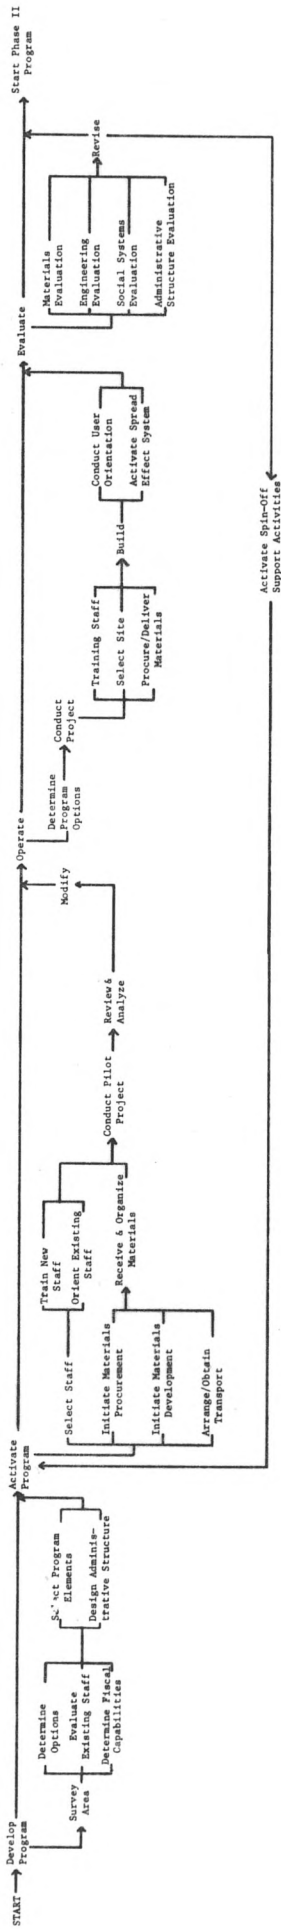 START
Develop
Program
Survey
Area
Determine
Options
Evaluate
Existing Staff
Determine Fiscal
Capabilities
Program
Elements
Design Adminis-
trative Structure
Activate
Program
Select Staff
Initiate Materials
Procurement
Initiate Materials
Development
Arrange/Obtain
Transport
Train New
Staff
Orient Existing
Staff
Receive & Organize
Materials
Conduct Pilot
Project
Review &
Analyze
Modify
Operate
Determine
Program
Options
Conduct
Project
Training Staff
Select Site
Procure/Deliver
Materials
Build
Conduct User
Orientation
Activate Spread
Effect System
Evaluate
Materials
Evaluation
Engineering
Evaluation
Social Systems
Evaluation
Administrative
Structure Evaluation
Revise
Start Phase II
Program
Activate Spin-Off
Support Activities